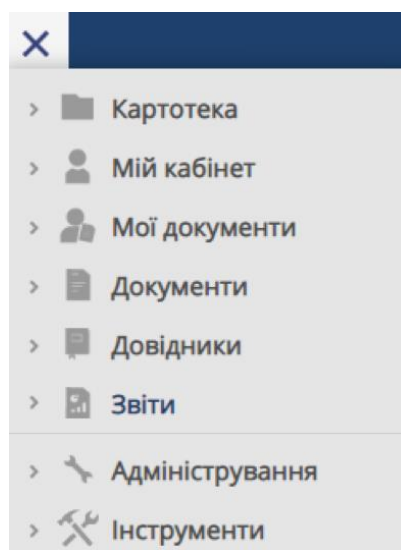 Картотека
Мій кабінет
Мої документи
Документи
Довідники
Звіти
Адміністрування
Інструменти